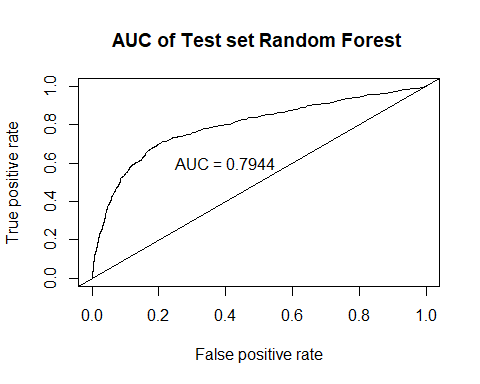 AUC of Test set Random Forest
True positive rate
1.0
0.8
0.6
0.4
0.2
0.0
AUC = 0.7944
0.0 0.2 0.4 0.6 0.8 1.0
False positive rate